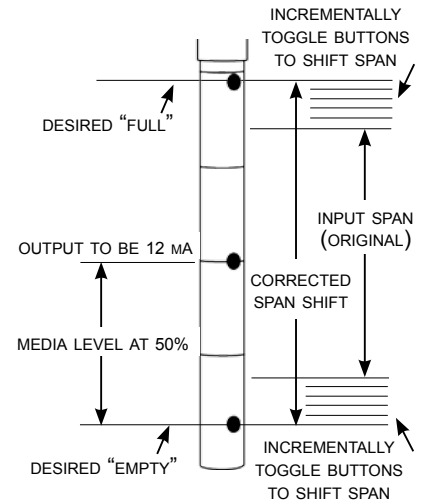 INCREMENTALLY
TOGGLE BUTTONS
TO SHIFT SPAN
DESIRED “FULL”
INPUT SPAN
(ORIGINAL)
OUTPUT TO BE 12 MA
CORRECTED
SPAN SHIFT
MEDIA LEVEL AT 50%
DESIRED “EMPTY”
INCREMENTALLY
TOGGLE BUTTONS
TO SHIFT SPAN